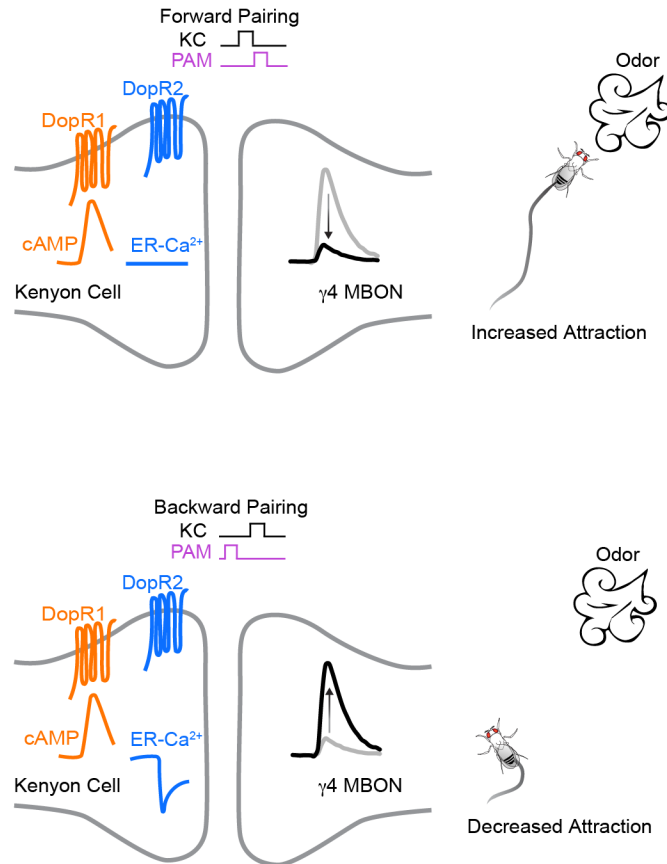 Forward Pairing
KC
PAM
Odor
DopR2
DopR1
cAMP
ER-Ca²⁺
Kenyon Cell
γ4 MBON
Increased Attraction
Backward Pairing
KC
PAM
Odor
DopR2
DopR1
cAMP
ER-Ca²⁺
Kenyon Cell
γ4 MBON
Decreased Attraction